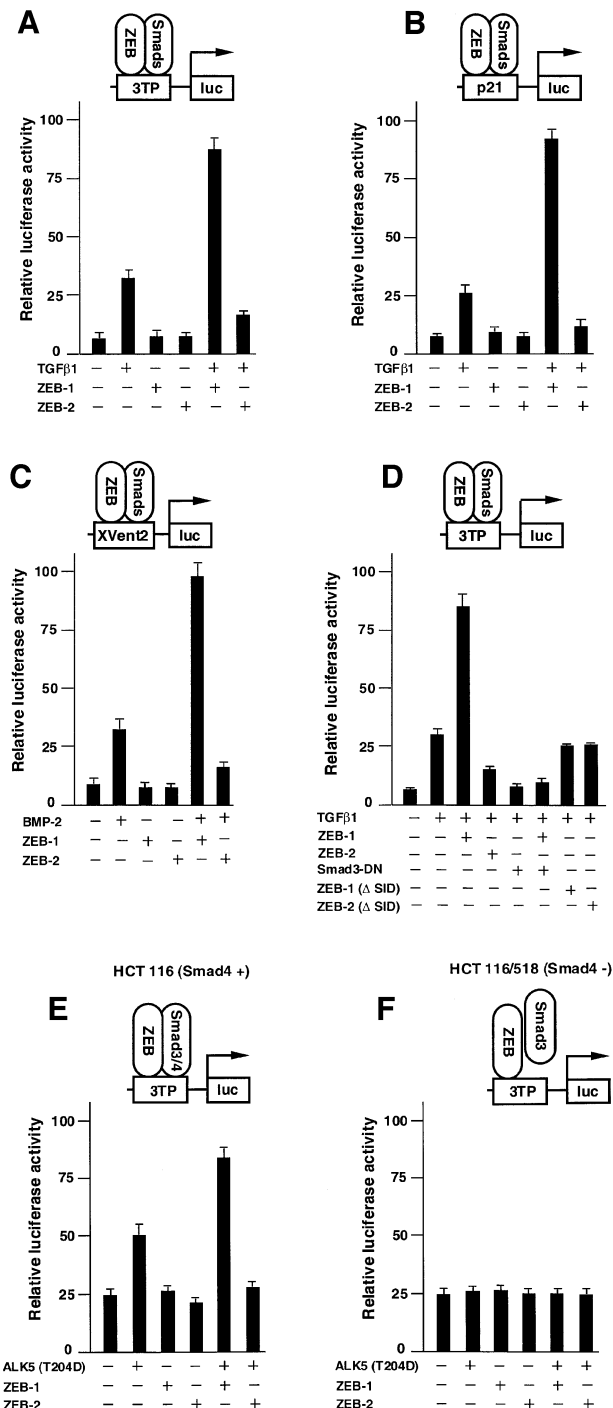 A
ZEB
Smads
3TP
luc
Relative luciferase activity
100
75
50
25
0
TGFβ1 – + – – + +
ZEB-1 – – + – + –
ZEB-2 – – – + – +
B
ZEB
Smads
p21
luc
Relative luciferase activity
100
75
50
25
0
TGFβ1 – + – – + +
ZEB-1 – – + – + –
ZEB-2 – – – + – +
C
ZEB
Smads
XVent2
luc
Relative luciferase activity
100
75
50
25
0
BMP-2 – + – – + +
ZEB-1 – – + – + –
ZEB-2 – – – + – +
D
ZEB
Smads
3TP
luc
Relative luciferase activity
100
75
50
25
0
TGFβ1 – + + + + + + +
ZEB-1 – – + – – + – –
ZEB-2 – – – + – – – –
Smad3-DN – – – – + + – –
ZEB-1 (Δ SID) – – – – – – + –
ZEB-2 (Δ SID) – – – – – – – +
HCT 116 (Smad4 +)
E
ZEB
Smad3/4
3TP
luc
Relative luciferase activity
100
75
50
25
0
ALK5 (T204D) – + – – + +
ZEB-1 – – + – + –
ZEB-2 – – – + – +
HCT 116/518 (Smad4 -)
F
ZEB
Smad3
3TP
luc
Relative luciferase activity
100
75
50
25
0
ALK5 (T204D) – + – – + +
ZEB-1 – – + – + –
ZEB-2 – – – + – +